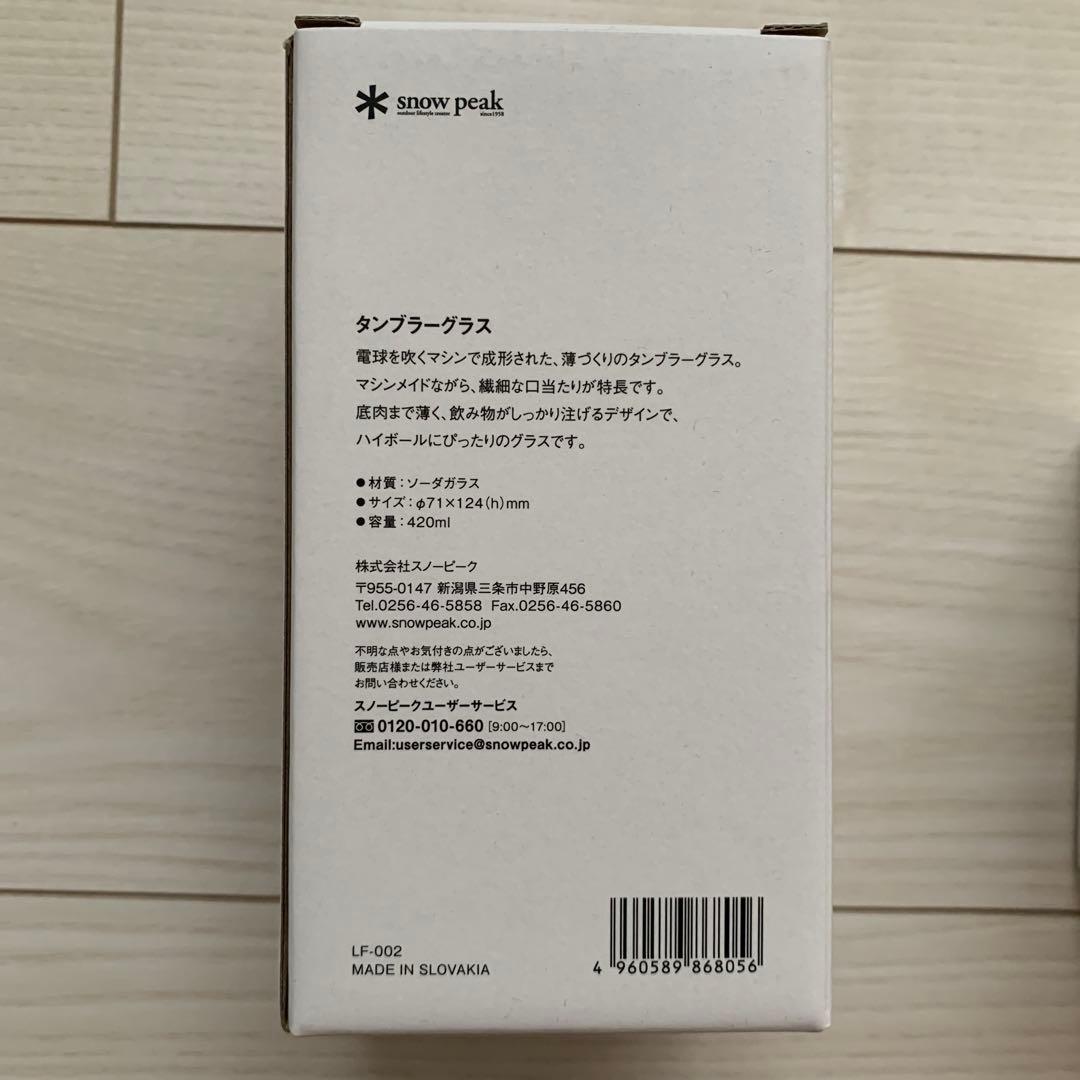 snow peak
outdoor lifestyle creator since1958
タンブラーグラス
電球を吹くマシンで成形された、薄づくりのタンブラーグラス。
マシンメイドながら、繊細な口当たりが特長です。
底肉まで薄く、飲み物がしっかり注げるデザインで、
ハイボールにぴったりのグラスです。
●材質：ソーダガラス
●サイズ：φ71×124(h)mm
●容量：420ml
株式会社スノーピーク
〒955-0147 新潟県三条市中野原456
Tel.0256-46-5858 Fax.0256-46-5860
www.snowpeak.co.jp
不明な点やお気付きの点がございましたら、
販売店様または弊社ユーザーサービスまで
お問い合わせください。
スノーピークユーザーサービス
0120-010-660 [9:00〜17:00]
Email:userservice@snowpeak.co.jp
LF-002
MADE IN SLOVAKIA
4 960589 868056